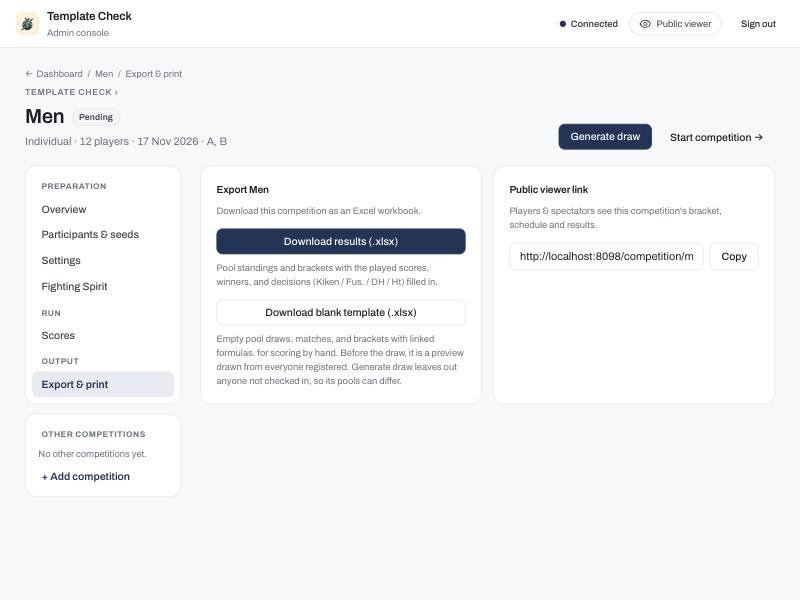 Template Check
Admin console
Connected
Public viewer
Sign out
← Dashboard / Men / Export & print
TEMPLATE CHECK ›
Men
Pending
Individual · 12 players · 17 Nov 2026 · A, B
Generate draw
Start competition →
PREPARATION
Overview
Participants & seeds
Settings
Fighting Spirit
RUN
Scores
OUTPUT
Export & print
OTHER COMPETITIONS
No other competitions yet.
+ Add competition
Export Men
Download this competition as an Excel workbook.
Download results (.xlsx)
Pool standings and brackets with the played scores,
winners, and decisions (Kiken / Fus. / DH / Ht) filled in.
Download blank template (.xlsx)
Empty pool draws, matches, and brackets with linked
formulas, for scoring by hand. Before the draw, it is a preview
drawn from everyone registered. Generate draw leaves out
anyone not checked in, so its pools can differ.
Public viewer link
Players & spectators see this competition's bracket,
schedule and results.
http://localhost:8098/competition/m
Copy